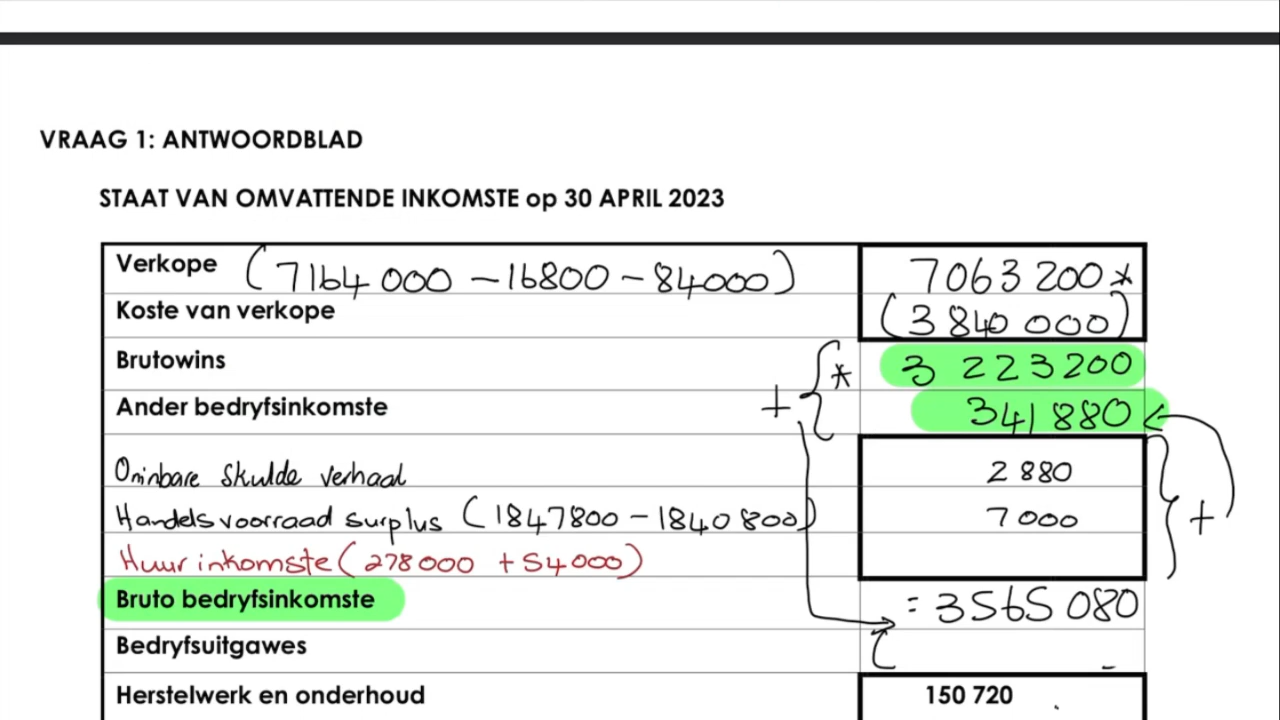 VRAAG 1: ANTWOORDBLAD
STAAT VAN OMVATTENDE INKOMSTE op 30 APRIL 2023
Verkope (7164 000 - 16800 - 84000) 7063 200*
Koste van verkope (3 840 000)
Brutowins * 3 223200
Ander bedryfsinkomste + 341 880
Oninbare skulde verhaal 2 880
Handelsvoorraad surplus (1847800 - 1840 800) 7 000 +
Huur inkomste (278 000 + 54 000)
Bruto bedryfsinkomste = 3565 080
Bedryfsuitgawes ( -
Herstelwerk en onderhoud 150 720